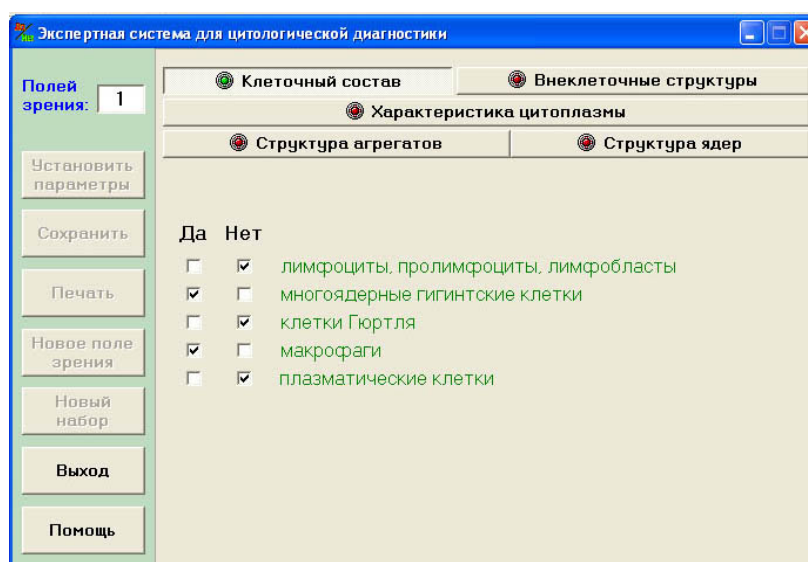 Экспертная система для цитологической диагностики
Полей
зрения: 1
Клеточный состав
Внеклеточные структуры
Характеристика цитоплазмы
Структура агрегатов
Структура ядер
Установить
параметры
Сохранить
Печать
Новое поле
зрения
Новый
набор
Выход
Помощь
Да Нет
лимфоциты, пролимфоциты, лимфобласты
многоядерные гигинтские клетки
клетки Гюртля
макрофаги
плазматические клетки